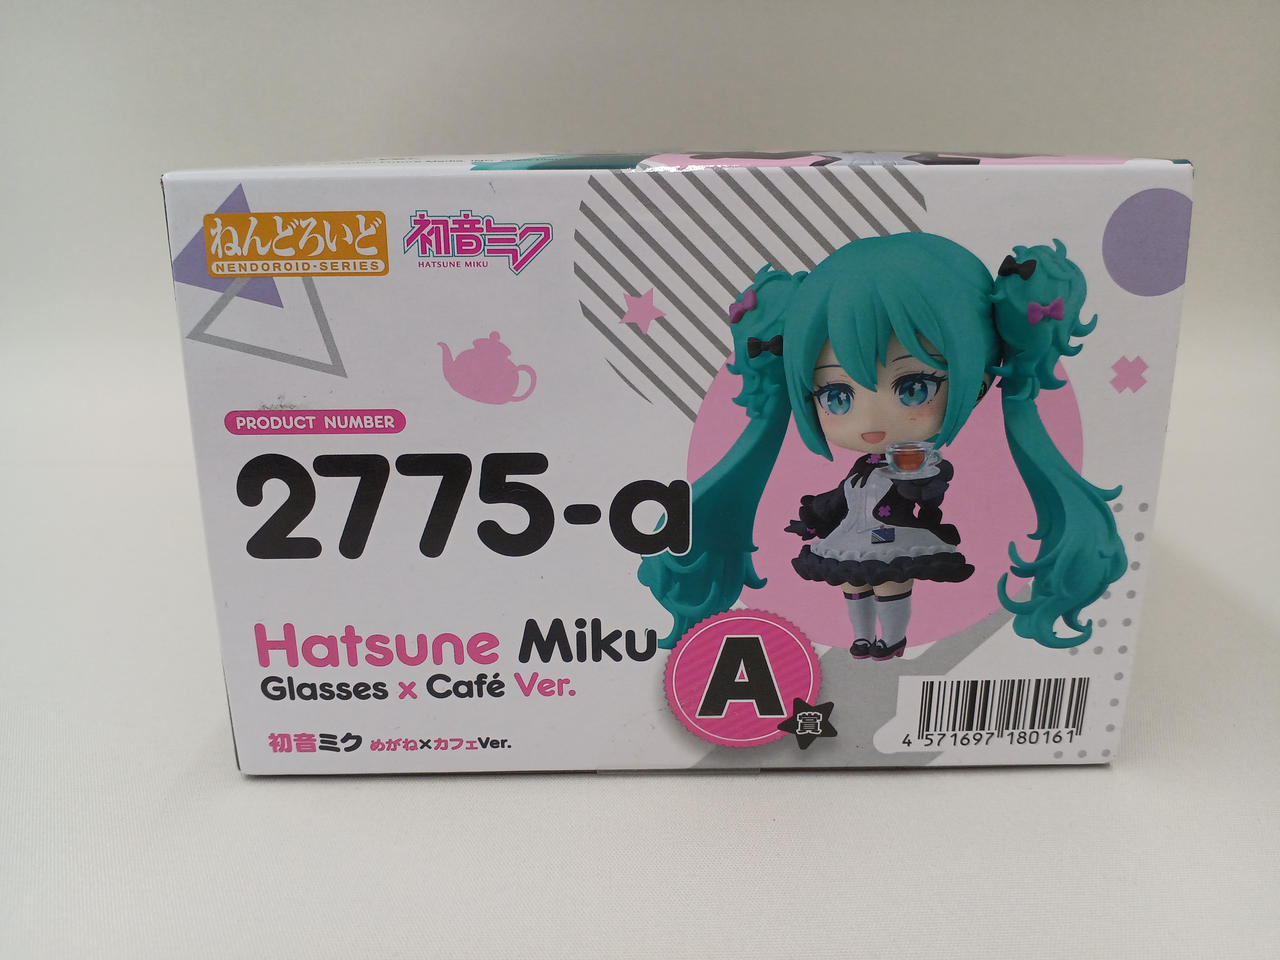 ねんどろいど
NENDOROID-SERIES
初音ミク
HATSUNE MIKU
PRODUCT NUMBER
2775-a
Hatsune Miku
Glasses x Café Ver.
初音ミク めがね×カフェVer.
A
賞
4 571697 180161